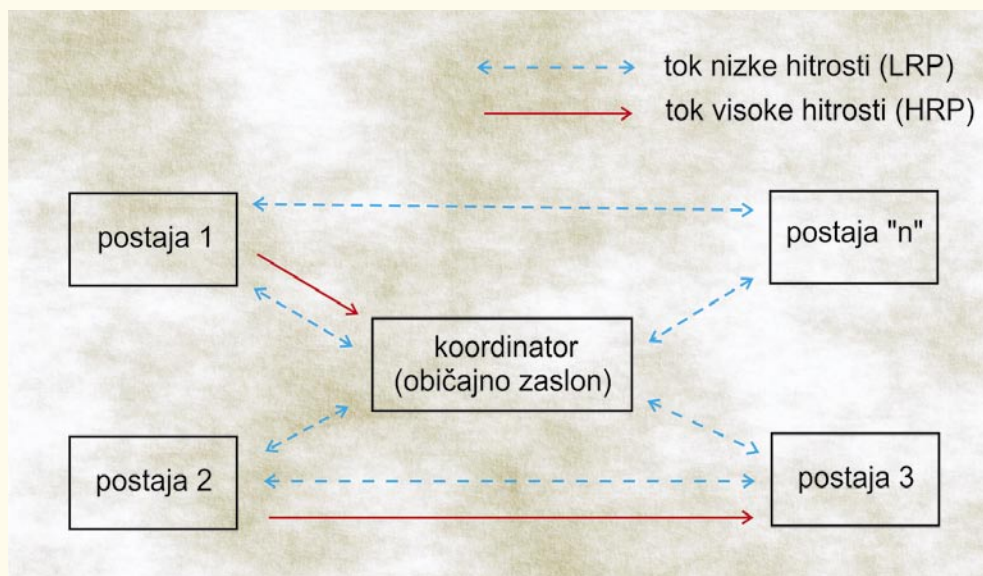 tok nizke hitrosti (LRP)
tok visoke hitrosti (HRP)
postaja 1
postaja "n"
koordinator
(običajno zaslon)
postaja 2
postaja 3